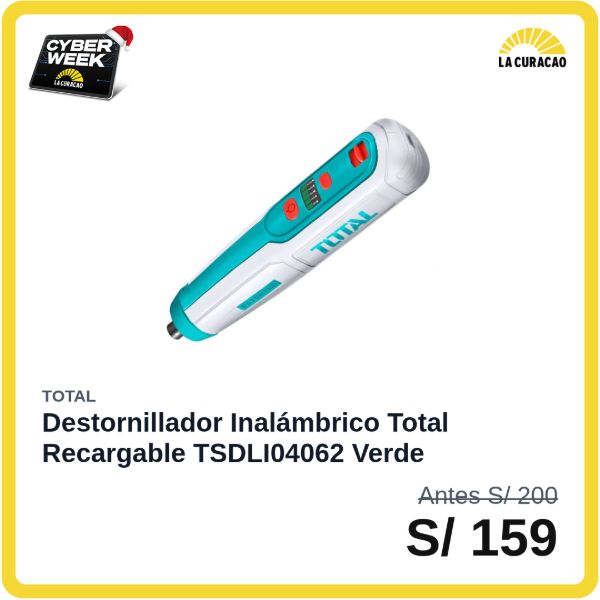 CYBER
WEEK
LA CURACAO
LA CURACAO
TOTAL
TOTAL
Destornillador Inalámbrico Total
Recargable TSDLI04062 Verde
Antes S/ 200
S/ 159